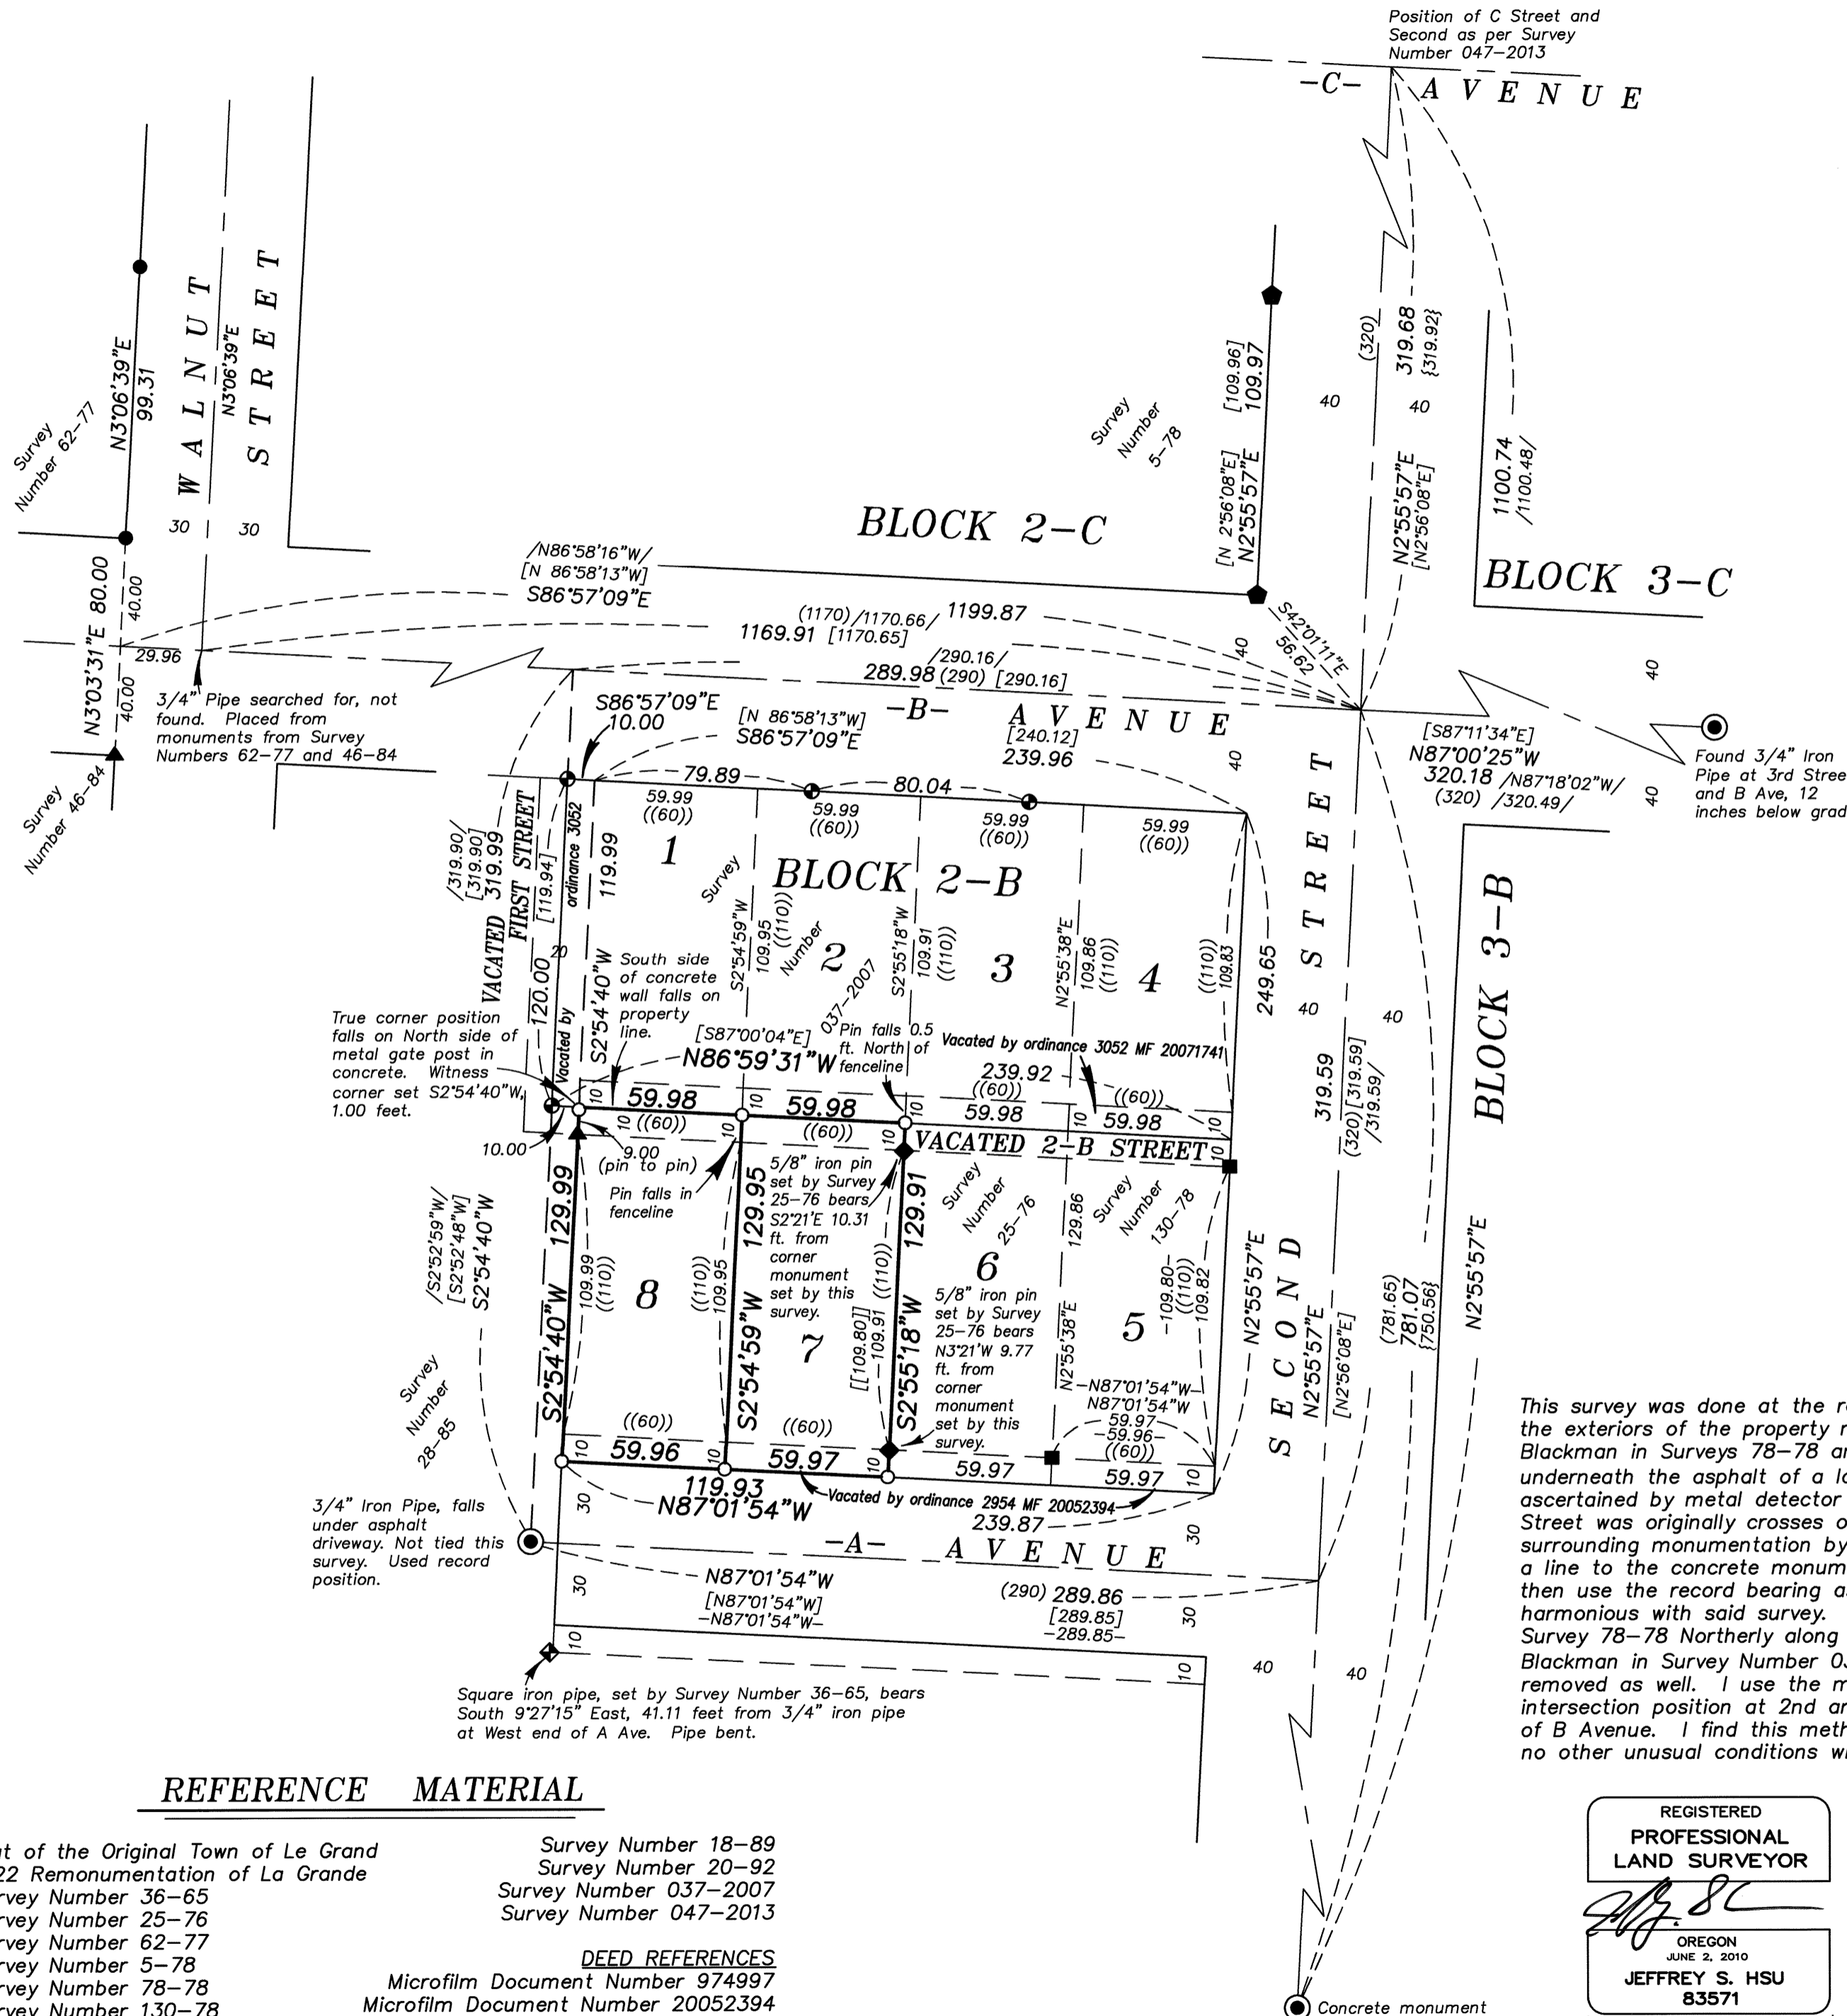 Position of C Street and
Second as per Survey
Number 047-2013
-C- AVENUE
WALNUT
STREET
N3°06'39"E
99.31
N3°06'39"E
Survey
Number 62-77
30
30
N3°03'31"E 80.00
40.00
40.00
29.96
Survey
Number 46-84
3/4" Pipe searched for, not
found. Placed from
monuments from Survey
Numbers 62-77 and 46-84
BLOCK 2-C
/N86°58'16"W/
[N 86°58'13"W]
S86°57'09"E
(1170)/1170.66/ 1199.87
1169.91 [1170.65]
/290.16/
289.98 (290) [290.16]
-B- AVENUE
Survey
Number
5-78
[109.96]
109.97
[N 2°56'08"E]
N2°55'57"E
(320)
319.68
{319.92}
40
40
N2°55'57"E
[N2°56'08"E]
1100.74
/1100.48/
BLOCK 3-C
S42°01'11"E
56.62
40
40
40
40
[S87°11'34"E]
N87°00'25"W
320.18 /N87°18'02"W/
(320) /320.49/
Found 3/4" Iron
Pipe at 3rd Stree
and B Ave, 12
inches below grad
S86°57'09"E
10.00
[N 86°58'13"W]
S86°57'09"E
[240.12]
239.96
79.89
80.04
59.99
((60))
59.99
((60))
59.99
((60))
59.99
((60))
1
2
3
4
BLOCK 2-B
Survey
Number
037-2007
/319.90/
[319.90]
319.99
VACATED
FIRST STREET
[119.94]
120.00
20
Vacated by
ordinance 3052
119.99
S2°54'40"W
S2°54'59"W
109.95
((110))
S2°55'18"W
109.91
((110))
N2°55'38"E
109.86
((110))
((110))
109.83
249.65
South side
of concrete
wall falls on
property
line.
True corner position
falls on North side of
metal gate post in
concrete. Witness
corner set S2°54'40"W,
1.00 feet.
[S87°00'04"E]
N86°59'31"W
Pin falls 0.5
ft. North of
fenceline
Vacated by ordinance 3052 MF 20071741
239.92
((60))
((60))
10
59.98
10
59.98
59.98
59.98
10
10
10
((60))
10
((60))
10
10
VACATED 2-B STREET
10.00
9.00
(pin to pin)
Pin falls in
fenceline
5/8" iron pin
set by Survey
25-76 bears
S2°21'E 10.31
ft. from
corner
monument
set by this
survey.
Survey
Number
25-76
Survey
Number
130-78
129.99
S2°54'40"W
109.99
((110))
8
((110))
109.95
129.95
S2°54'59"W
7
[[109.80]]
109.91 ((110))
129.91
S2°55'18"W
6
5/8" iron pin
set by Survey
25-76 bears
N3°21'W 9.77
ft. from
corner
monument
set by this
survey.
129.86
N2°55'38"E
5
-109.80-
((110))
109.82
N2°55'57"E
/S2°52'59"W/
[S2°52'48"W]
S2°54'40"W
Survey
Number
28-85
-N87°01'54"W-
N87°01'54"W
59.97
-59.96-
((60))
((60))
((60))
10
59.96
10
59.97
10
59.97
59.97
10
119.93
N87°01'54"W
Vacated by ordinance 2954 MF 20052394
239.87
30
30
3/4" Iron Pipe, falls
under asphalt
driveway. Not tied this
survey. Used record
position.
-A- AVENUE
N87°01'54"W
[N87°01'54"W]
-N87°01'54"W-
(290) 289.86
[289.85]
-289.85-
30
30
10
10
SECOND STREET
40
40
319.59
(320)[319.59]
/319.59/
N2°55'57"E
[N2°56'08"E]
(781.65)
781.07
{750.56}
N2°55'57"E
BLOCK 3-B
40
40
Square iron pipe, set by Survey Number 36-65, bears
South 9°27'15" East, 41.11 feet from 3/4" iron pipe
at West end of A Ave. Pipe bent.
This survey was done at the r
the exteriors of the property r
Blackman in Surveys 78-78 a
underneath the asphalt of a lo
ascertained by metal detector
Street was originally crosses o
surrounding monumentation by
a line to the concrete monum
then use the record bearing a
harmonious with said survey.
Survey 78-78 Northerly along
Blackman in Survey Number 0
removed as well. I use the m
intersection position at 2nd ar
of B Avenue. I find this meth
no other unusual conditions w
REFERENCE MATERIAL
at of the Original Town of Le Grand
22 Remonumentation of La Grande
rvey Number 36-65
rvey Number 25-76
rvey Number 62-77
rvey Number 5-78
rvey Number 78-78
rvey Number 130-78
Survey Number 18-89
Survey Number 20-92
Survey Number 037-2007
Survey Number 047-2013
DEED REFERENCES
Microfilm Document Number 974997
Microfilm Document Number 20052394
REGISTERED
PROFESSIONAL
LAND SURVEYOR
OREGON
JUNE 2, 2010
JEFFREY S. HSU
83571
Concrete monument